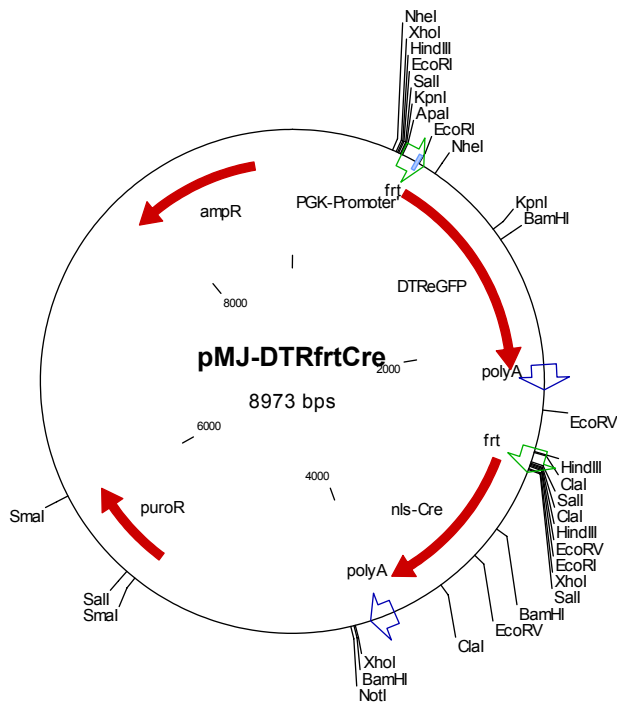 NheI
XhoI
HindIII
EcoRI
SalI
KpnI
ApaI
EcoRI
NheI
frt
PGK-Promoter
ampR
KpnI
BamHI
DTReGFP
8000
pMJ-DTRfrtCre
2000
polyA
8973 bps
EcoRV
6000
frt
4000
HindIII
ClaI
SalI
ClaI
HindIII
EcoRV
EcoRI
XhoI
SalI
puroR
nls-Cre
SmaI
polyA
SalI
SmaI
BamHI
EcoRV
ClaI
XhoI
BamHI
NotI